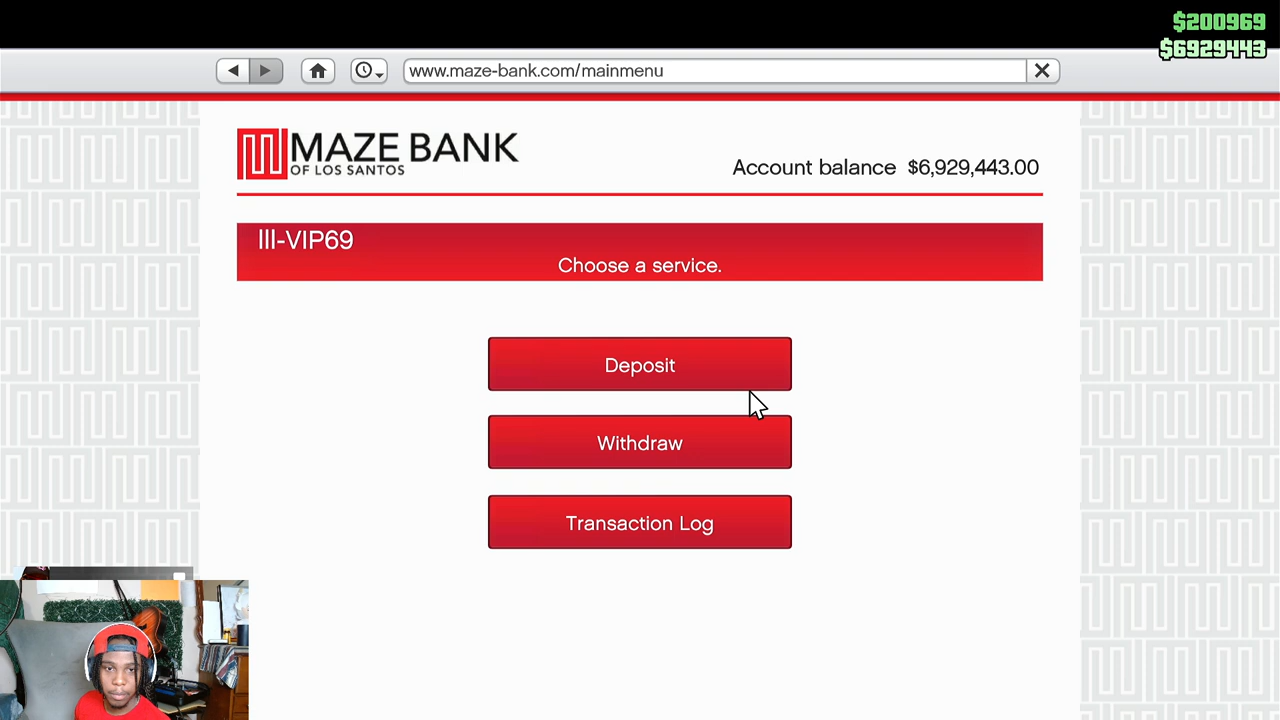 $200969
$6929443
www.maze-bank.com/mainmenu
MAZE BANK
OF LOS SANTOS
Account balance $6,929,443.00
III-VIP69
Choose a service.
Deposit
Withdraw
Transaction Log